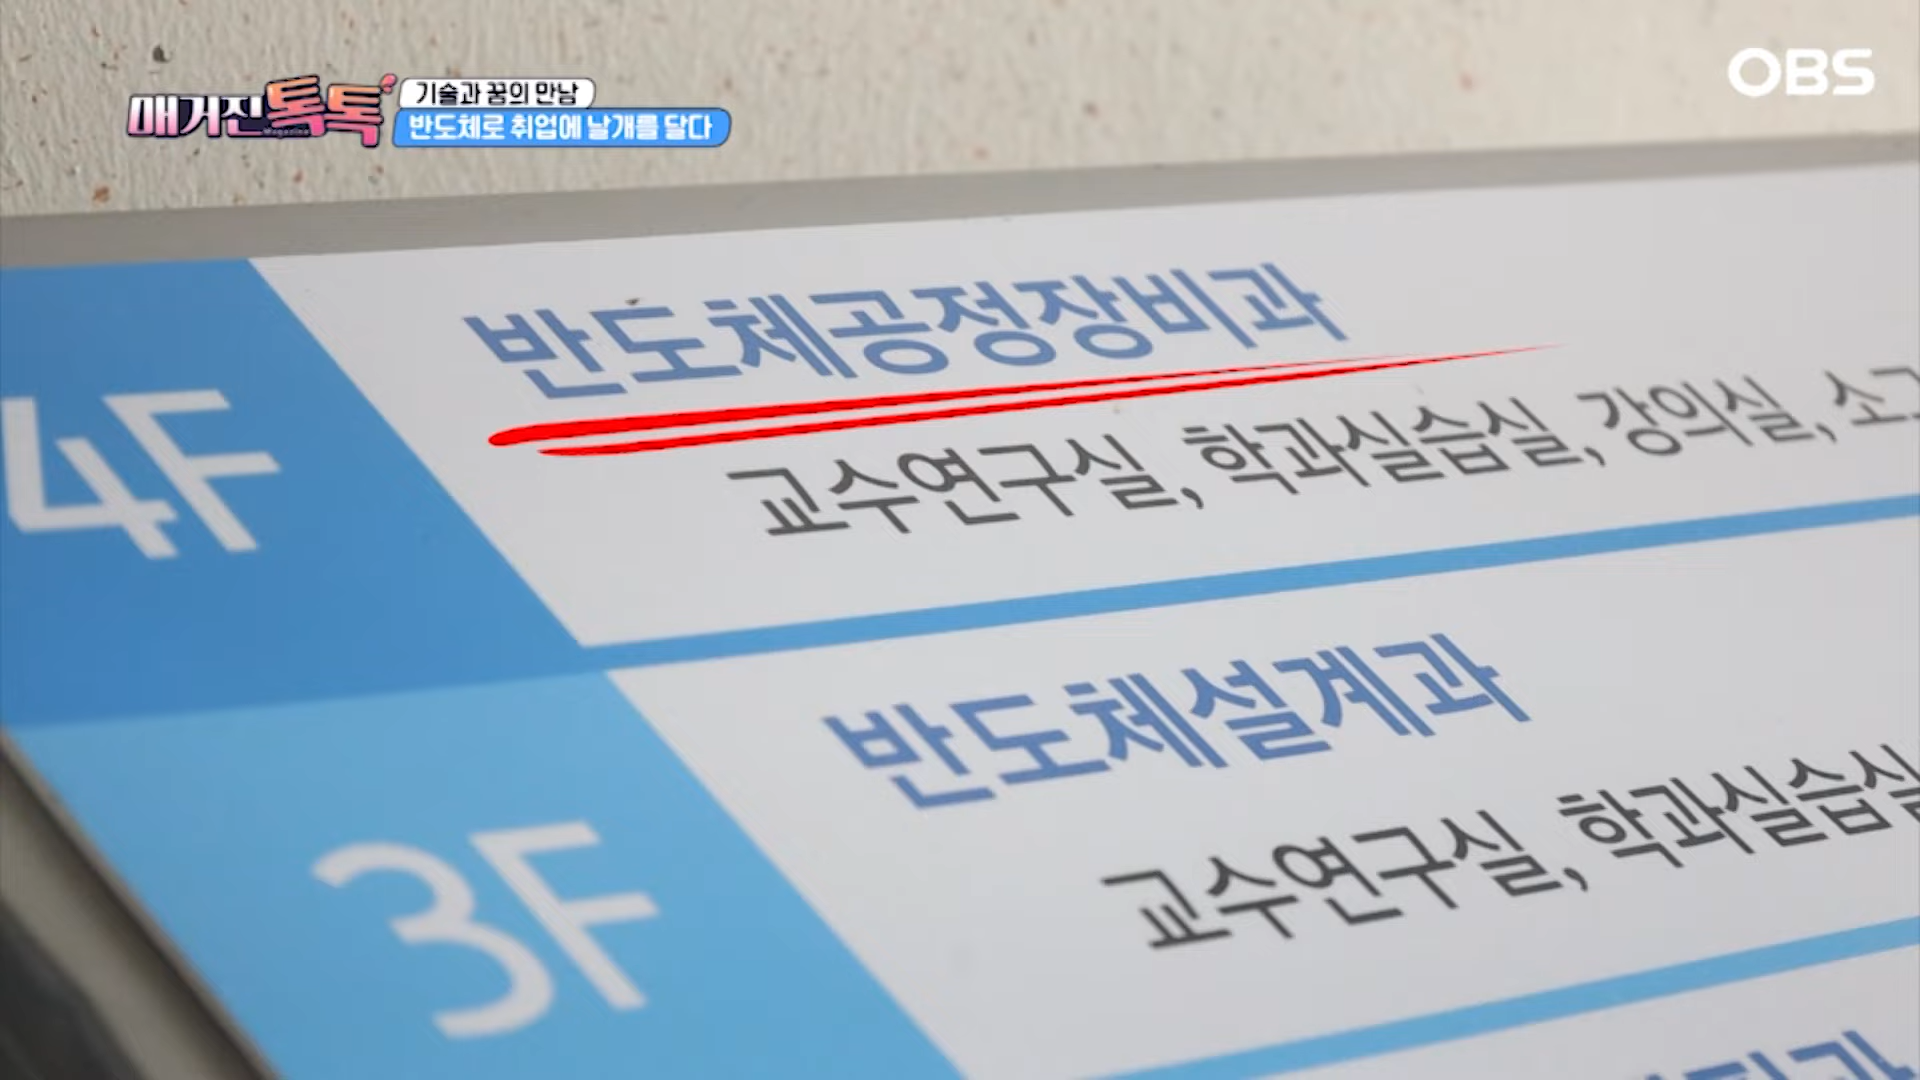 매거진톡톡
Magazine
기술과 꿈의 만남
반도체로 취업에 날개를 달다
OBS
4F
반도체공정장비과
교수연구실, 학과실습실, 강의실,
3F
반도체설계과
교수연구실, 학과실습실